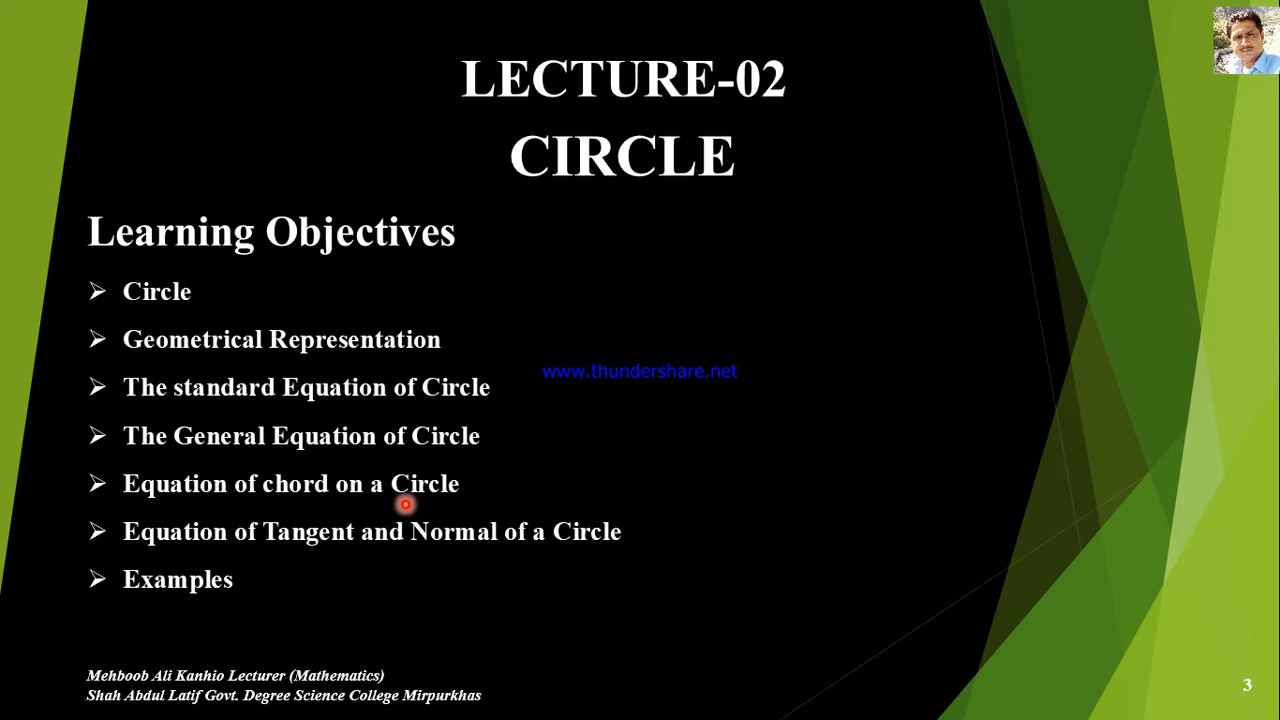 LECTURE-02
CIRCLE
Learning Objectives
Circle
Geometrical Representation
The standard Equation of Circle
www.thundershare.net
The General Equation of Circle
Equation of chord on a Circle
Equation of Tangent and Normal of a Circle
Examples
Mehboob Ali Kanhio Lecturer (Mathematics)
Shah Abdul Latif Govt. Degree Science College Mirpurkhas
3